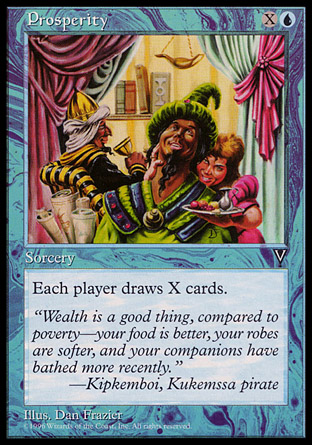 Prosperity X
Sorcery
Each player draws X cards.
“Wealth is a good thing, compared to
poverty—your food is better, your robes
are softer, and your companions have
bathed more recently.”
—Kipkemboi, Kukemssa pirate
Illus. Dan Frazier
©1996 Wizards of the Coast, Inc. All rights reserved.